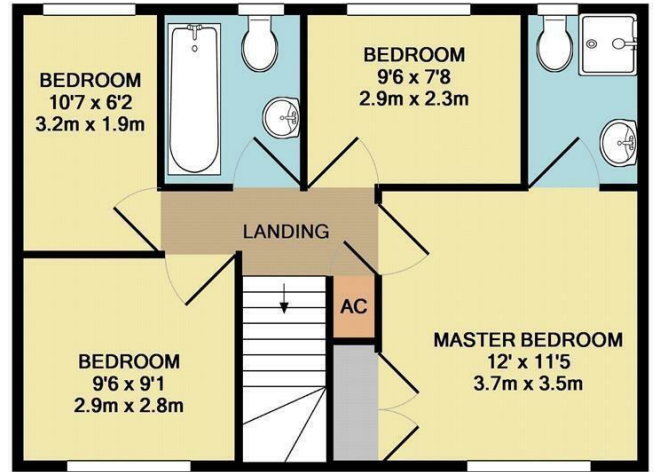 BEDROOM
10'7 x 6'2
3.2m x 1.9m
BEDROOM
9'6 x 7'8
2.9m x 2.3m
LANDING
AC
BEDROOM
9'6 x 9'1
2.9m x 2.8m
MASTER BEDROOM
12' x 11'5
3.7m x 3.5m